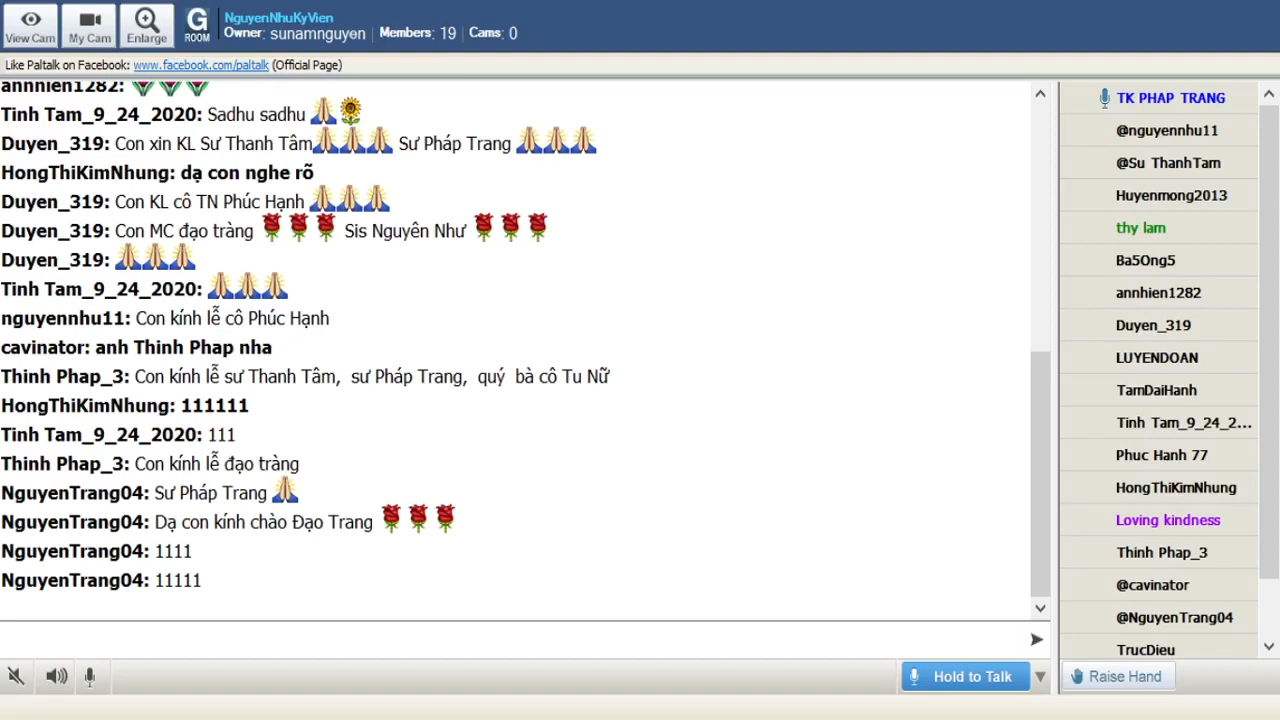 NguyenNhuKyVien
G
ROOM
Owner: sunamnguyen | Members: 19 | Cams: 0
View Cam My Cam Enlarge
Like Paltalk on Facebook: www.facebook.com/paltalk (Official Page)
annnhien1282:
Tinh Tam_9_24_2020: Sadhu sadhu
Duyen_319: Con xin KL Sư Thanh Tâm Sư Pháp Trang
HongThiKimNhung: dạ con nghe rõ
Duyen_319: Con KL cô TN Phúc Hạnh
Duyen_319: Con MC đạo tràng Sis Nguyên Như
Duyen_319:
Tinh Tam_9_24_2020:
nguyennhu11: Con kính lễ cô Phúc Hạnh
cavinator: anh Thinh Phap nha
Thinh Phap_3: Con kính lễ sư Thanh Tâm, sư Pháp Trang, quý bà cô Tu Nữ
HongThiKimNhung: 111111
Tinh Tam_9_24_2020: 111
Thinh Phap_3: Con kính lễ đạo tràng
NguyenTrang04: Sư Pháp Trang
NguyenTrang04: Dạ con kính chào Đạo Trang
NguyenTrang04: 1111
NguyenTrang04: 11111
TK PHAP TRANG
@nguyennhu11
@Su ThanhTam
Huyenmong2013
thy lam
Ba5Ong5
annhien1282
Duyen_319
LUYENDOAN
TamDaiHanh
Tinh Tam_9_24_2...
Phuc Hanh 77
HongThiKimNhung
Loving kindness
Thinh Phap_3
@cavinator
@NguyenTrang04
TrucDieu
Hold to Talk
Raise Hand